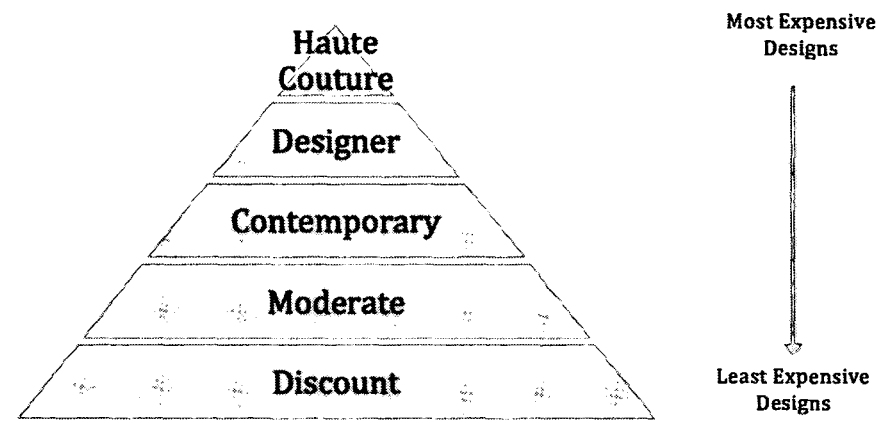 Haute
Couture
Designer
Contemporary
Moderate
Discount
Most Expensive
Designs
Least Expensive
Designs